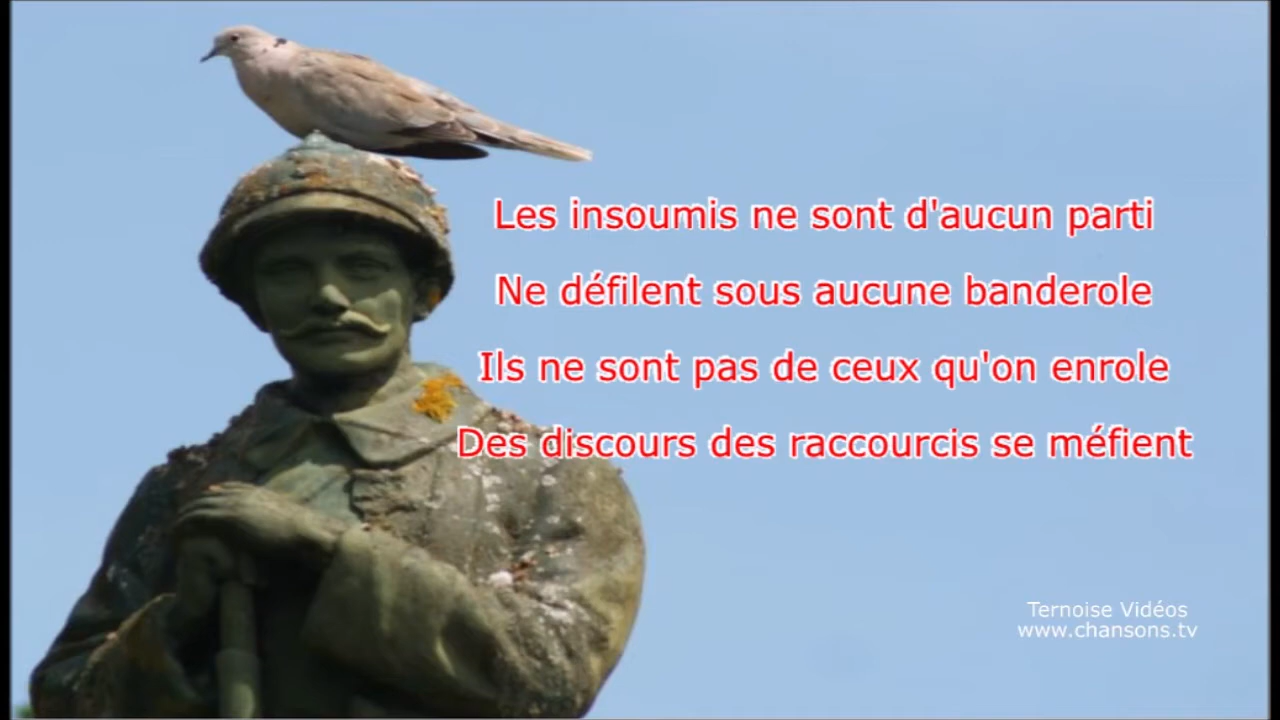 Les insoumis ne sont d'aucun parti
Ne défilent sous aucune banderole
Ils ne sont pas de ceux qu'on enrole
Des discours des raccourcis se méfient
Ternoise Vidéos
www.chansons.tv